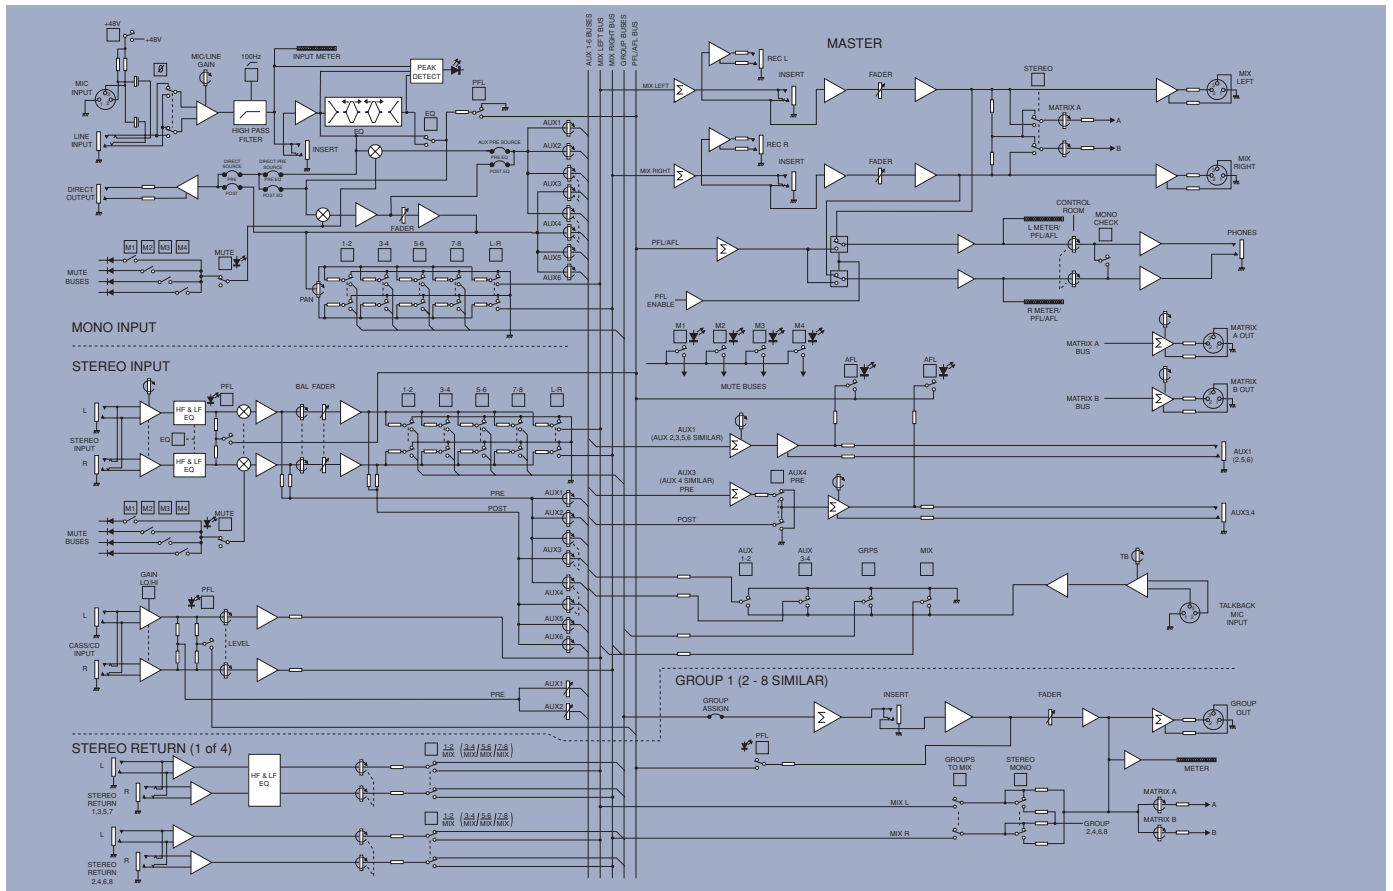 +48V
+48V
MIC
INPUT
LINE
INPUT
Ø
MIC/LINE
GAIN
100Hz
HIGH PASS
FILTER
INPUT METER
PEAK
DETECT
PFL
EQ
EQ
INSERT
DIRECT
SOURCE
PRE
POST
DIRECT PRE
SOURCE
PRE EQ
POST EQ
DIRECT
OUTPUT
AUX PRE SOURCE
PRE EQ
POST EQ
FADER
AUX1
AUX2
AUX3
AUX4
AUX5
AUX6
M1
M2
M3
M4
MUTE
MUTE
BUSES
1-2
3-4
5-6
7-8
L-R
PAN
MONO INPUT
AUX 1-6 BUSES
MIX LEFT BUS
MIX RIGHT BUS
GROUP BUSES
PFL/AFL BUS
STEREO INPUT
L
STEREO
INPUT
R
HF & LF
EQ
EQ
HF & LF
EQ
PFL
BAL
FADER
1-2
3-4
5-6
7-8
L-R
M1
M2
M3
M4
MUTE
MUTE
BUSES
PRE
POST
AUX1
AUX2
AUX3
AUX4
AUX5
AUX6
GAIN
LO/HI
PFL
L
CASS/CD
INPUT
R
LEVEL
PRE
AUX1
AUX2
STEREO RETURN (1 of 4)
L
R
STEREO
RETURN
1,3,5,7
HF & LF
EQ
1-2
MIX
(3-4
MIX
/
5-6
MIX
/
7-8
MIX)
L
R
STEREO
RETURN
2,4,6,8
1-2
MIX
(3-4
MIX
/
5-6
MIX
/
7-8
MIX)
MASTER
MIX LEFT
REC L
INSERT
FADER
STEREO
MATRIX A
A
B
MIX
LEFT
MIX RIGHT
REC R
INSERT
FADER
MIX
RIGHT
PFL/AFL
CONTROL
ROOM
L METER/
PFL/AFL
MONO
CHECK
PHONES
PFL
ENABLE
R METER/
PFL/AFL
M1
M2
M3
M4
MUTE BUSES
AFL
AFL
MATRIX A
BUS
MATRIX
A OUT
MATRIX B
BUS
MATRIX
B OUT
AUX1
(AUX 2,3,5,6 SIMILAR)
AUX1
(2,5,6)
AUX3
(AUX 4 SIMILAR)
PRE
AUX4
PRE
POST
AUX3,4
AUX
1-2
AUX
3-4
GRPS
MIX
TB
TALKBACK
MIC
INPUT
GROUP 1 (2 - 8 SIMILAR)
GROUP
ASSIGN
INSERT
FADER
GROUP
OUT
PFL
METER
GROUPS
TO MIX
STEREO
MONO
MIX L
MIX R
GROUP
2,4,6,8
MATRIX A
A
MATRIX B
B